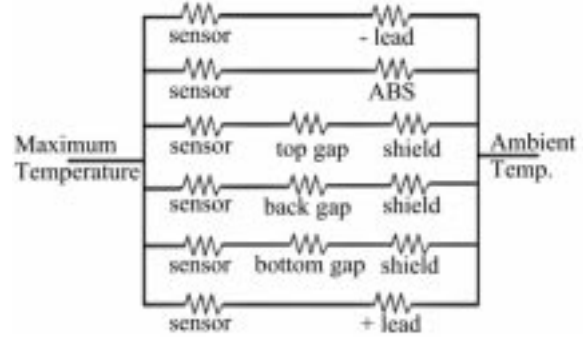 sensor - lead
sensor ABS
Maximum Temperature
sensor top gap shield
Ambient Temp.
sensor back gap shield
sensor bottom gap shield
sensor + lead